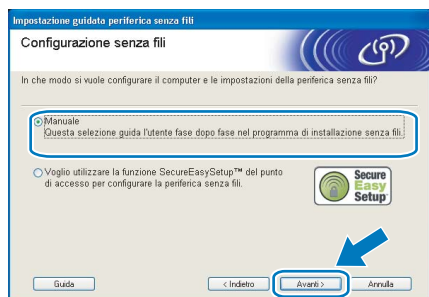 Impostazione guidata periferica senza fili
Configurazione senza fili
In che modo si vuole configurare il computer e le impostazioni della periferica senza fili?
Manuale
Questa selezione guida l'utente fase dopo fase nel programma di installazione senza fili.
Voglio utilizzare la funzione SecureEasySetup™ del punto
di accesso per configurare la periferica senza fili.
Secure
Easy
Setup
Guida
< Indietro
Avanti >
Annulla